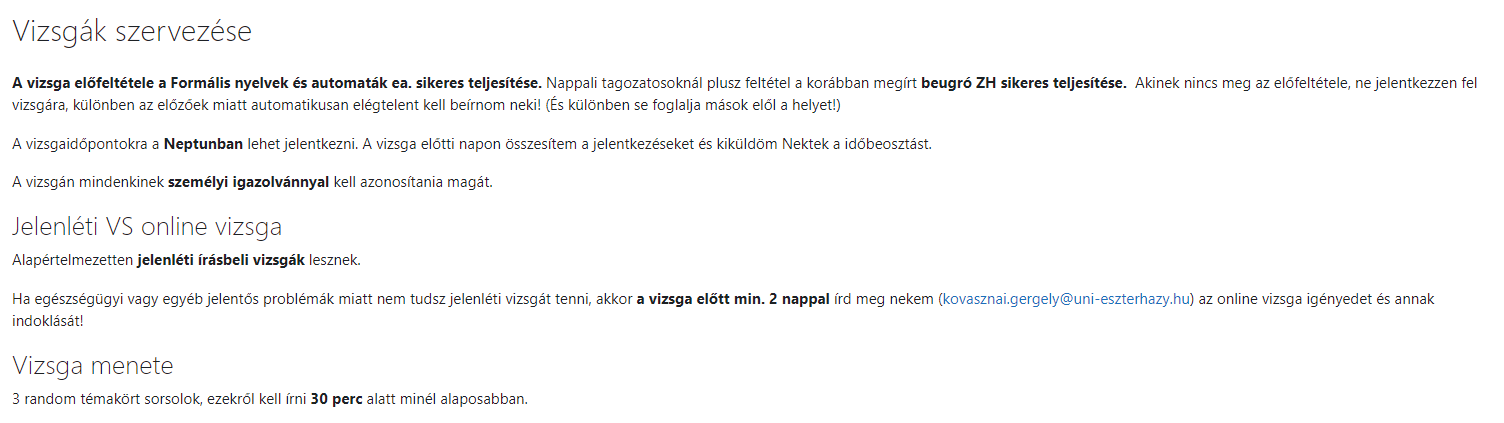 Vizsgák szervezése
A vizsga előfeltétele a Formális nyelvek és automaták ea. sikeres teljesítése. Nappali tagozatosoknál plusz feltétel a korábban megírt beugró ZH sikeres teljesítése. Akinek nincs meg az előfeltétele, ne jelentkezzen fel
vizsgára, különben az előzőek miatt automatikusan elégtelent kell beírnom neki! (És különben se foglalja mások elől a helyet!)
A vizsgaidőpontokra a Neptunban lehet jelentkezni. A vizsga előtti napon összesítem a jelentkezéseket és kiküldöm Nektek a időbeosztást.
A vizsgán mindenkinek személyi igazolvánnyal kell azonosítania magát.
Jelenléti VS online vizsga
Alapértelmezetten jelenléti írásbeli vizsgák lesznek.
Ha egészségügyi vagy egyéb jelentős problémák miatt nem tudsz jelenléti vizsgát tenni, akkor a vizsga előtt min. 2 nappal írd meg nekem (kovasznai.gergely@uni-eszterhazy.hu) az online vizsga igényedet és annak
indoklását!
Vizsga menete
3 random témakört sorsolok, ezekről kell írni 30 perc alatt minél alaposabban.